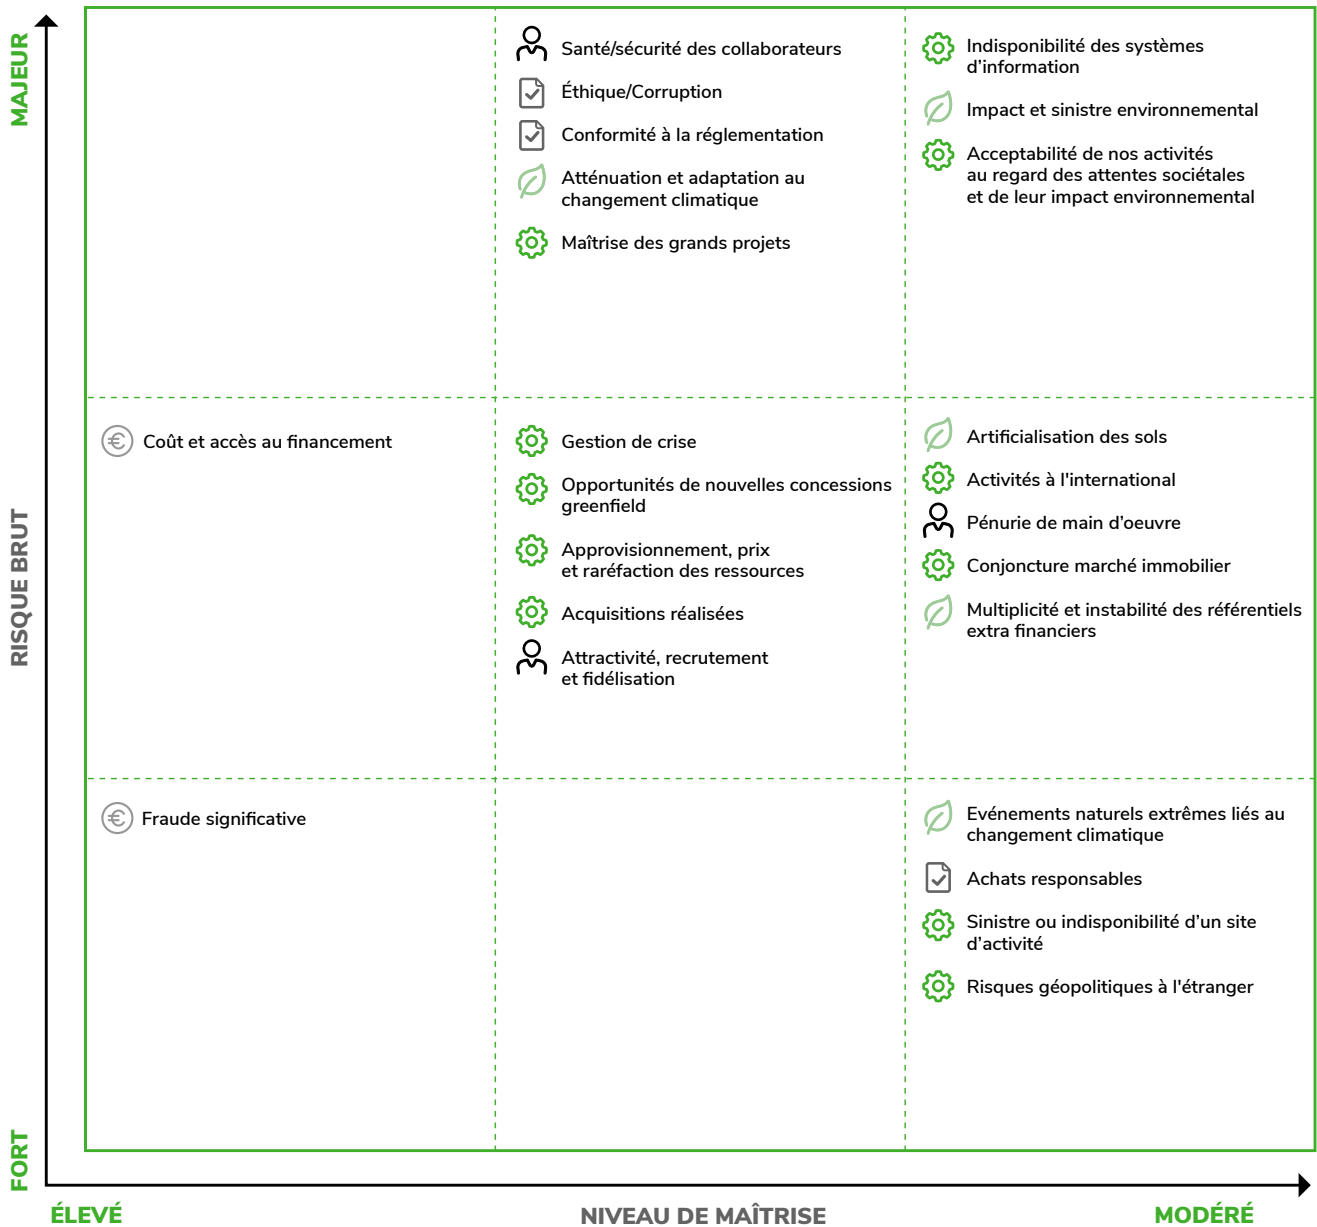 MAJEUR
Santé/sécurité des collaborateurs
Éthique/Corruption
Conformité à la réglementation
Atténuation et adaptation au
changement climatique
Maîtrise des grands projets
Indisponibilité des systèmes
d’information
Impact et sinistre environnemental
Acceptabilité de nos activités
au regard des attentes sociétales
et de leur impact environnemental
RISQUE BRUT
Coût et accès au financement
Gestion de crise
Opportunités de nouvelles concessions
greenfield
Approvisionnement, prix
et raréfaction des ressources
Acquisitions réalisées
Attractivité, recrutement
et fidélisation
Artificialisation des sols
Activités à l'international
Pénurie de main d’oeuvre
Conjoncture marché immobilier
Multiplicité et instabilité des référentiels
extra financiers
Fraude significative
Evénements naturels extrêmes liés au
changement climatique
Achats responsables
Sinistre ou indisponibilité d’un site
d’activité
Risques géopolitiques à l'étranger
FORT
ÉLEVÉ
NIVEAU DE MAÎTRISE
MODÉRÉ